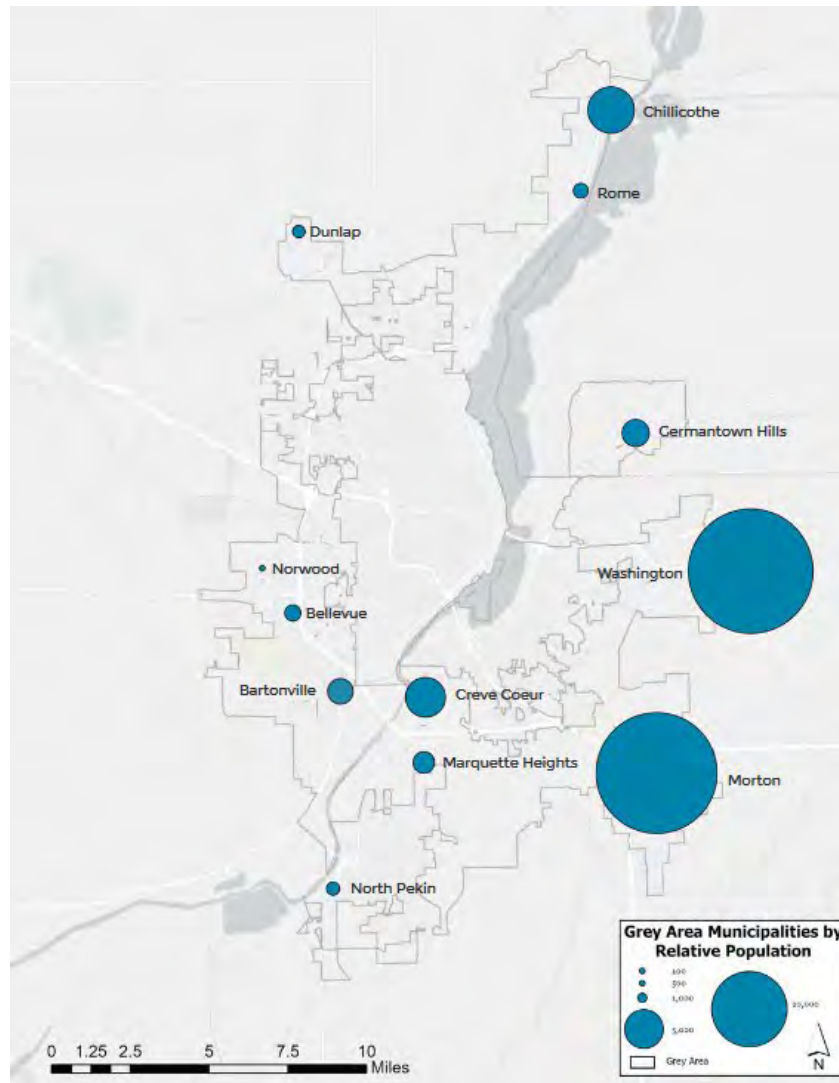 Chillicothe
Rome
Dunlap
Germantown Hills
Washington
Norwood
Bellevue
Bartonville
Creve Coeur
Marquette Heights
Morton
North Pekin
Grey Area Municipalities by
Relative Population
100
500
1,000
5,000
20,000
Grey Area
N
0 1.25 2.5 5 7.5 10
Miles